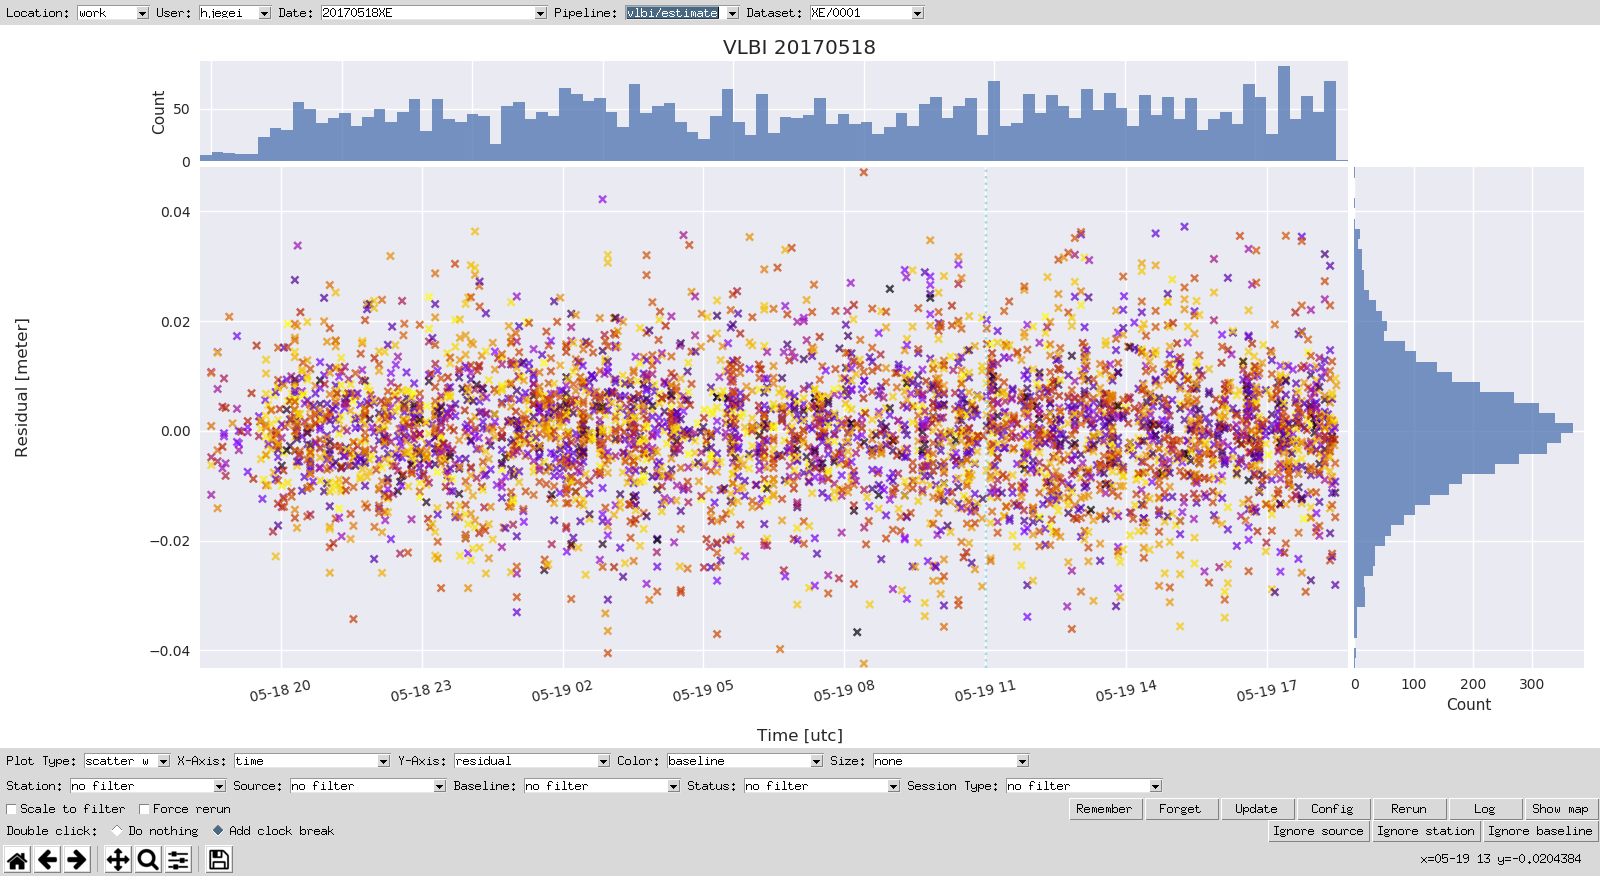 Location: work User: hjegei Date: 20170518XE Pipeline: vlbi/estimate Dataset: XE/0001
VLBI 20170518
Count
50
0
Residual [meter]
0.04
0.02
0.00
−0.02
−0.04
05-18 20 05-18 23 05-19 02 05-19 05 05-19 08 05-19 11 05-19 14 05-19 17
Time [utc]
0 100 200 300
Count
Plot Type: scatter w X-Axis: time Y-Axis: residual Color: baseline Size: none
Station: no filter Source: no filter Baseline: no filter Status: no filter Session Type: no filter
Scale to filter Force rerun Remember Forget Update Config Rerun Log Show map
Double click: Do nothing Add clock break Ignore source Ignore station Ignore baseline
x=05-19 13 y=-0.0204384